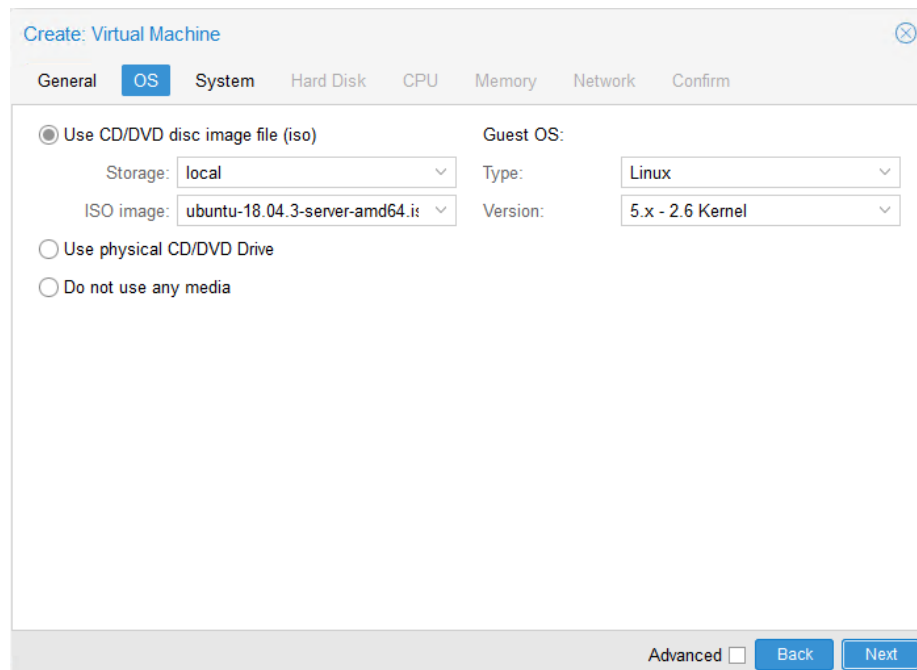 Create: Virtual Machine
General OS System Hard Disk CPU Memory Network Confirm
Use CD/DVD disc image file (iso) Guest OS:
Storage: local Type: Linux
ISO image: ubuntu-18.04.3-server-amd64.is Version: 5.x - 2.6 Kernel
Use physical CD/DVD Drive
Do not use any media
Advanced Back Next